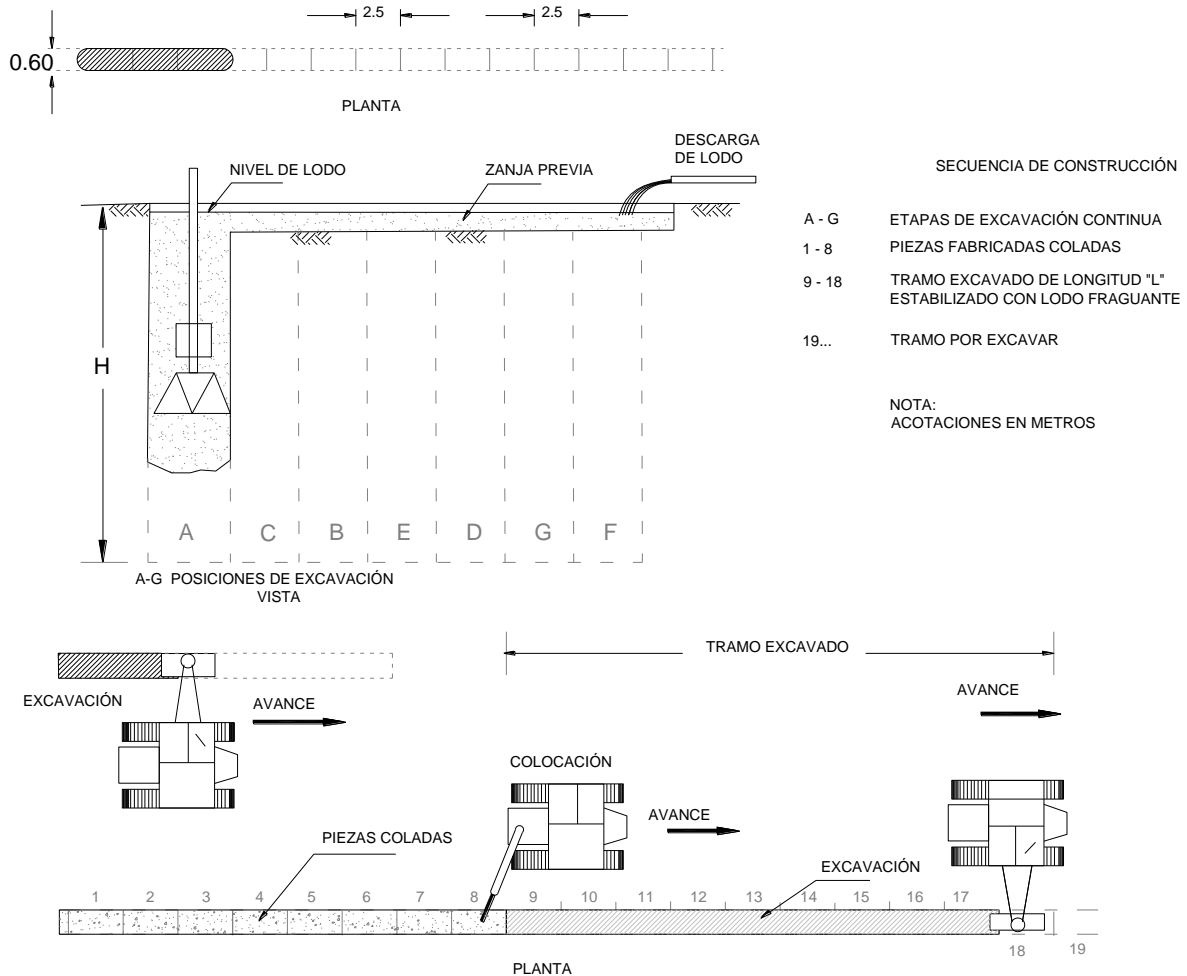 2.5
2.5
0.60
PLANTA
DESCARGA
DE LODO
NIVEL DE LODO
ZANJA PREVIA
SECUENCIA DE CONSTRUCCIÓN
A - G ETAPAS DE EXCAVACIÓN CONTINUA
1 - 8 PIEZAS FABRICADAS COLADAS
9 - 18 TRAMO EXCAVADO DE LONGITUD "L"
ESTABILIZADO CON LODO FRAGUANTE
19... TRAMO POR EXCAVAR
NOTA:
ACOTACIONES EN METROS
H
A C B E D G F
A-G POSICIONES DE EXCAVACIÓN
VISTA
TRAMO EXCAVADO
EXCAVACIÓN
AVANCE
AVANCE
COLOCACIÓN
AVANCE
PIEZAS COLADAS
EXCAVACIÓN
1 2 3 4 5 6 7 8 9 10 11 12 13 14 15 16 17
18 19
PLANTA